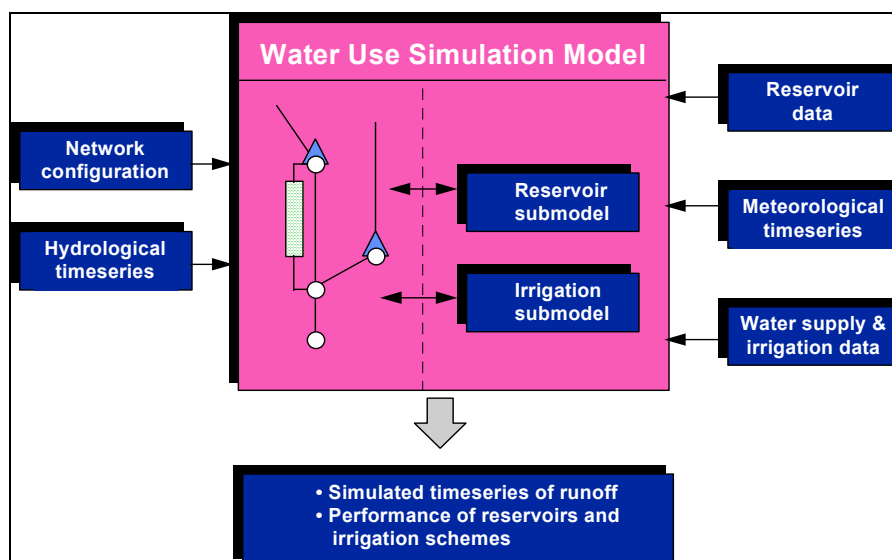 Water Use Simulation Model
Network
configuration
Hydrological
timeseries
Reservoir
submodel
Irrigation
submodel
Reservoir
data
Meteorological
timeseries
Water supply &
irrigation data
• Simulated timeseries of runoff
• Performance of reservoirs and
irrigation schemes